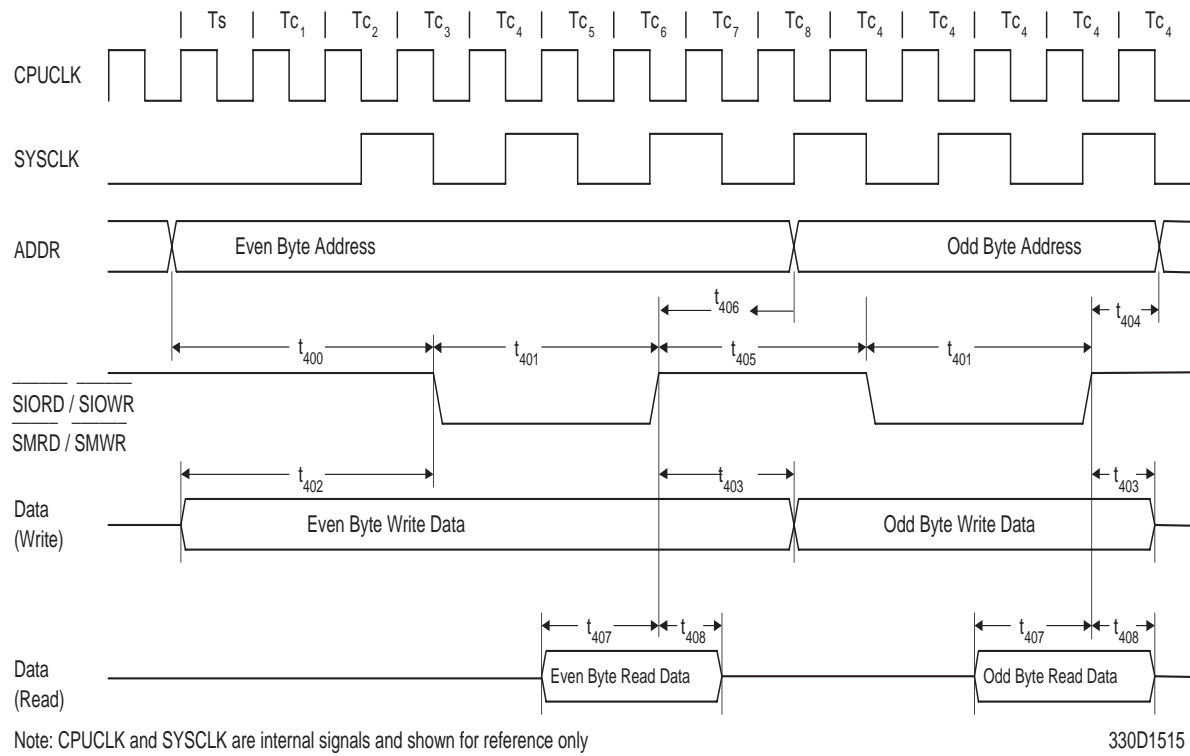 | Ts | Tc1 | Tc2 | Tc3 | Tc4 | Tc5 | Tc6 | Tc7 | Tc8 | Tc4 | Tc4 | Tc4 | Tc4 | Tc4
CPUCLK
SYSCLK
ADDR
Even Byte Address
Odd Byte Address
t406
t404
t400
t401
t405
t401
SIORD / SIOWR
SMRD / SMWR
t402
t403
t403
Data
(Write)
Even Byte Write Data
Odd Byte Write Data
t407
t408
t407
t408
Data
(Read)
Even Byte Read Data
Odd Byte Read Data
Note: CPUCLK and SYSCLK are internal signals and shown for reference only
330D1515